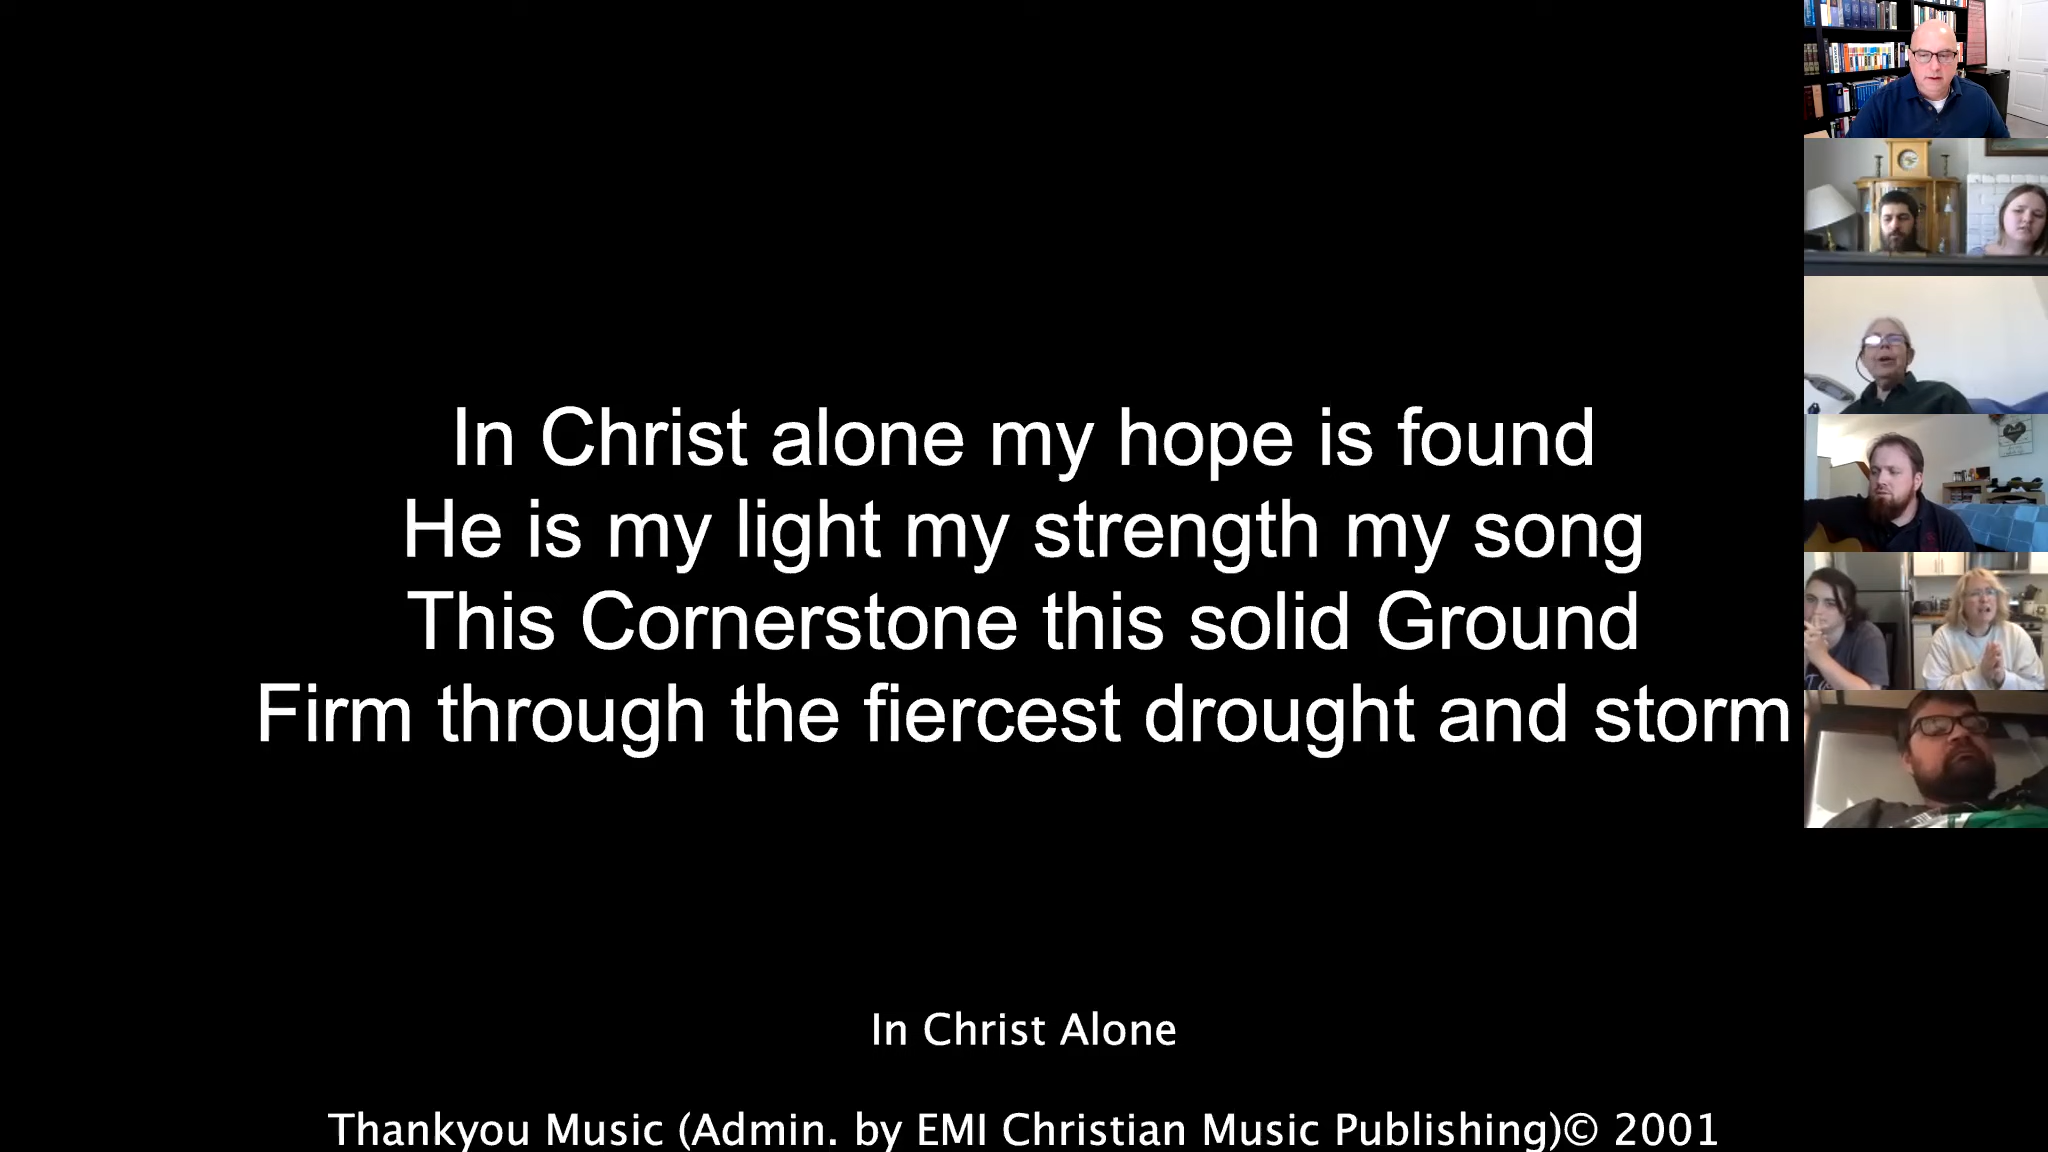 In Christ alone my hope is found
He is my light my strength my song
This Cornerstone this solid Ground
Firm through the fiercest drought and storm
In Christ Alone
Thankyou Music (Admin. by EMI Christian Music Publishing)© 2001